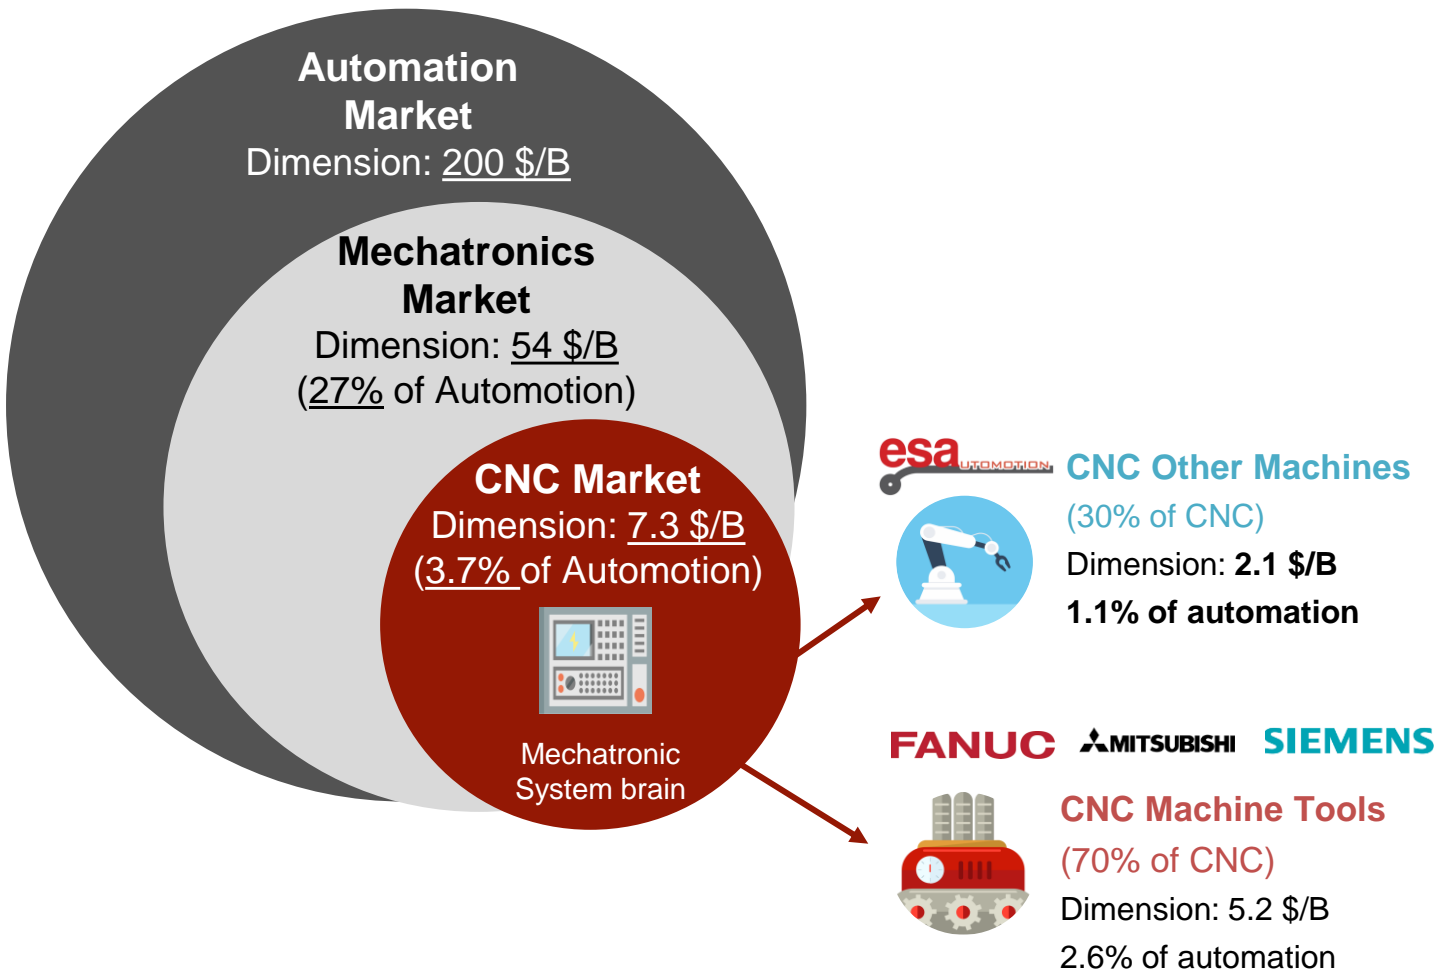 Automation
Market
Dimension: 200 $/B
Mechatronics
Market
Dimension: 54 $/B
(27% of Automotion)
CNC Market
Dimension: 7.3 $/B
(3.7% of Automotion)
Mechatronic
System brain
esa
UTOMOTION
CNC Other Machines
(30% of CNC)
Dimension: 2.1 $/B
1.1% of automation
FANUC MITSUBISHI SIEMENS
CNC Machine Tools
(70% of CNC)
Dimension: 5.2 $/B
2.6% of automation